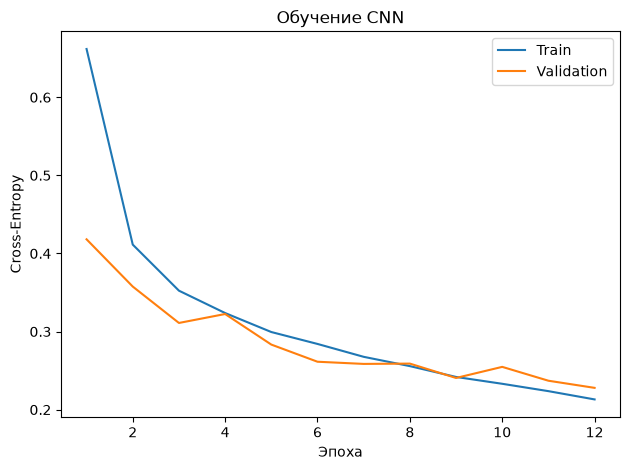 Обучение CNN
Train
Validation
0.6
0.5
0.4
0.3
0.2
Cross-Entropy
2 4 6 8 10 12
Эпоха